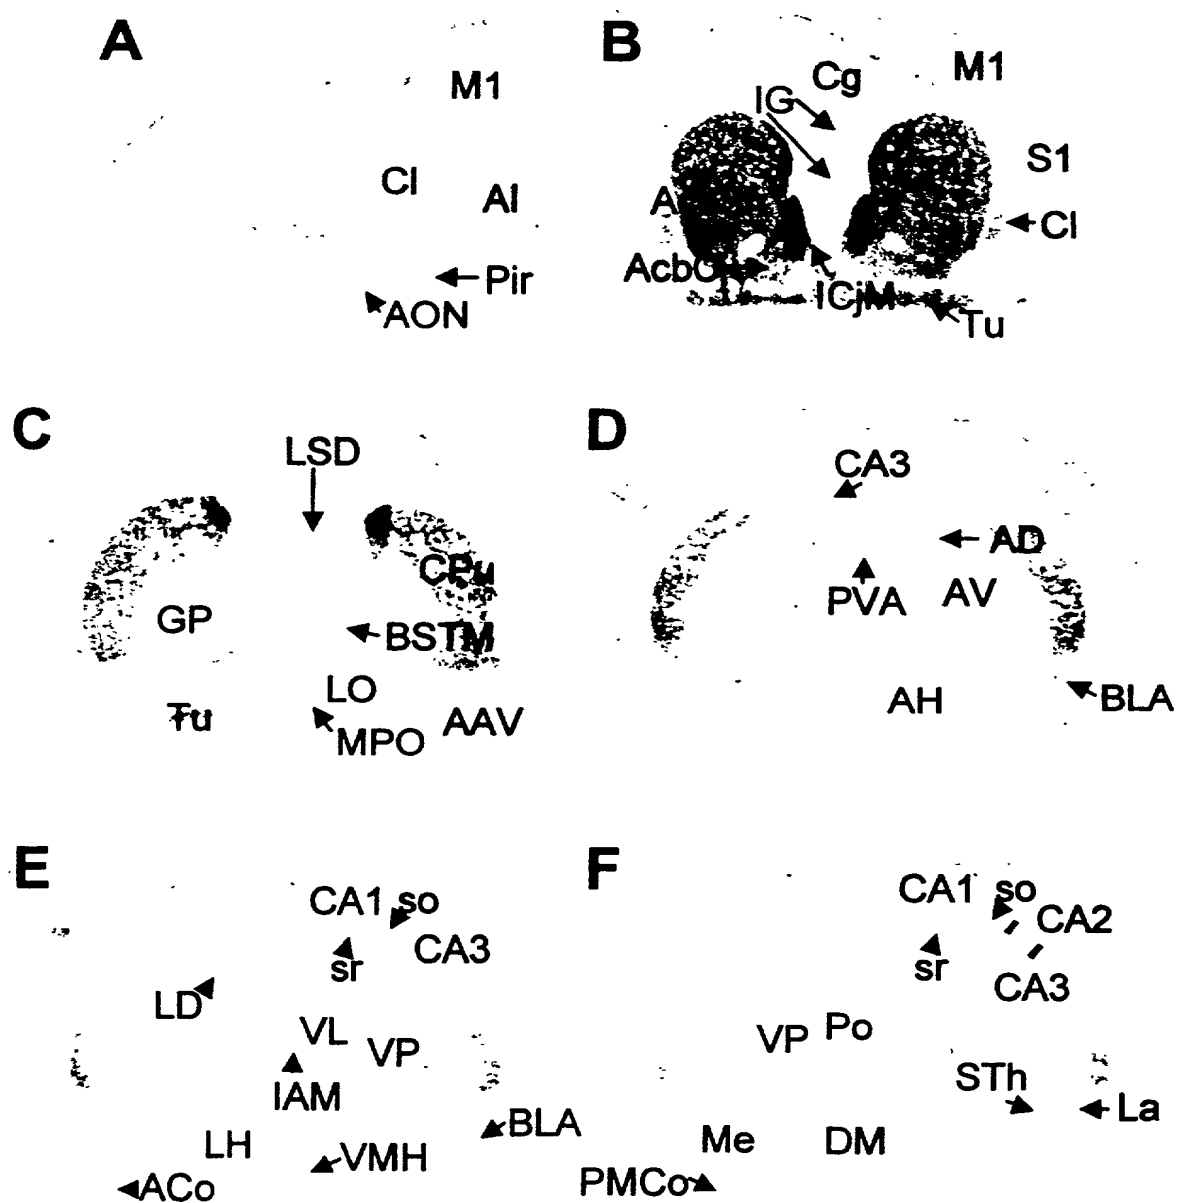 A
M1
Cl
AI
Pir
AON
B
Cg
M1
IG
S1
A
Cl
AcbC
ICjM
Tu
C
LSD
CPu
GP
BSTM
LO
Tu
AAV
MPO
D
CA3
AD
PVA
AV
AH
BLA
E
CA1 so
CA3
sr
LD
VL
VP
IAM
LH
BLA
VMH
ACo
F
CA1 so
CA2
sr
CA3
VP Po
STh
La
Me
DM
PMCo